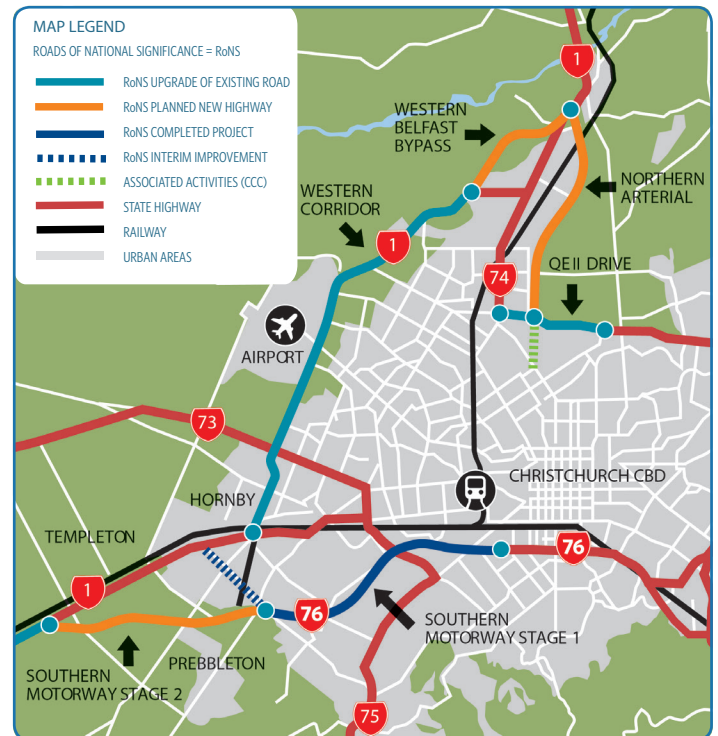 MAP LEGEND
ROADS OF NATIONAL SIGNIFICANCE = RoNS
RoNS UPGRADE OF EXISTING ROAD
RoNS PLANNED NEW HIGHWAY
RoNS COMPLETED PROJECT
RoNS INTERIM IMPROVEMENT
ASSOCIATED ACTIVITIES (CCC)
STATE HIGHWAY
RAILWAY
URBAN AREAS
1
WESTERN
BELFAST
BYPASS
NORTHERN
ARTERIAL
WESTERN
CORRIDOR
1
QEII DRIVE
74
AIRPORT
73
CHRISTCHURCH CBD
HORNBY
TEMPLETON
76
1
76
SOUTHERN
MOTORWAY STAGE 1
PREBBLETON
SOUTHERN
MOTORWAY STAGE 2
75